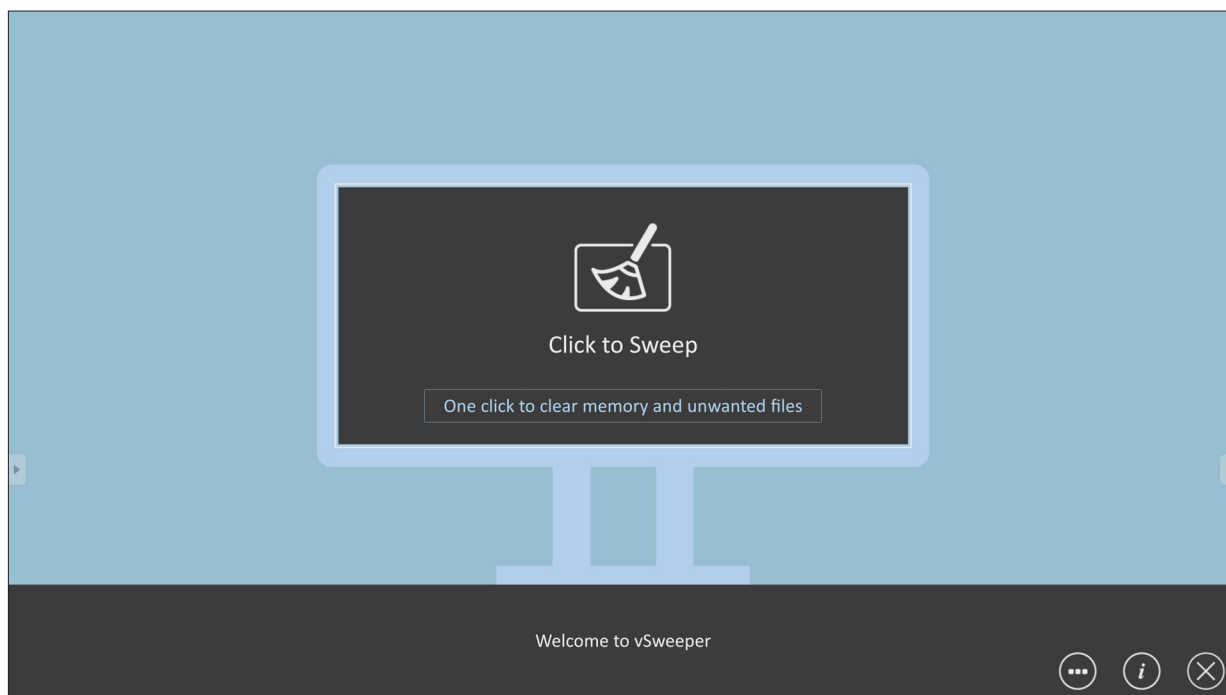 Click to Sweep
One click to clear memory and unwanted files
Welcome to vSweeper
i